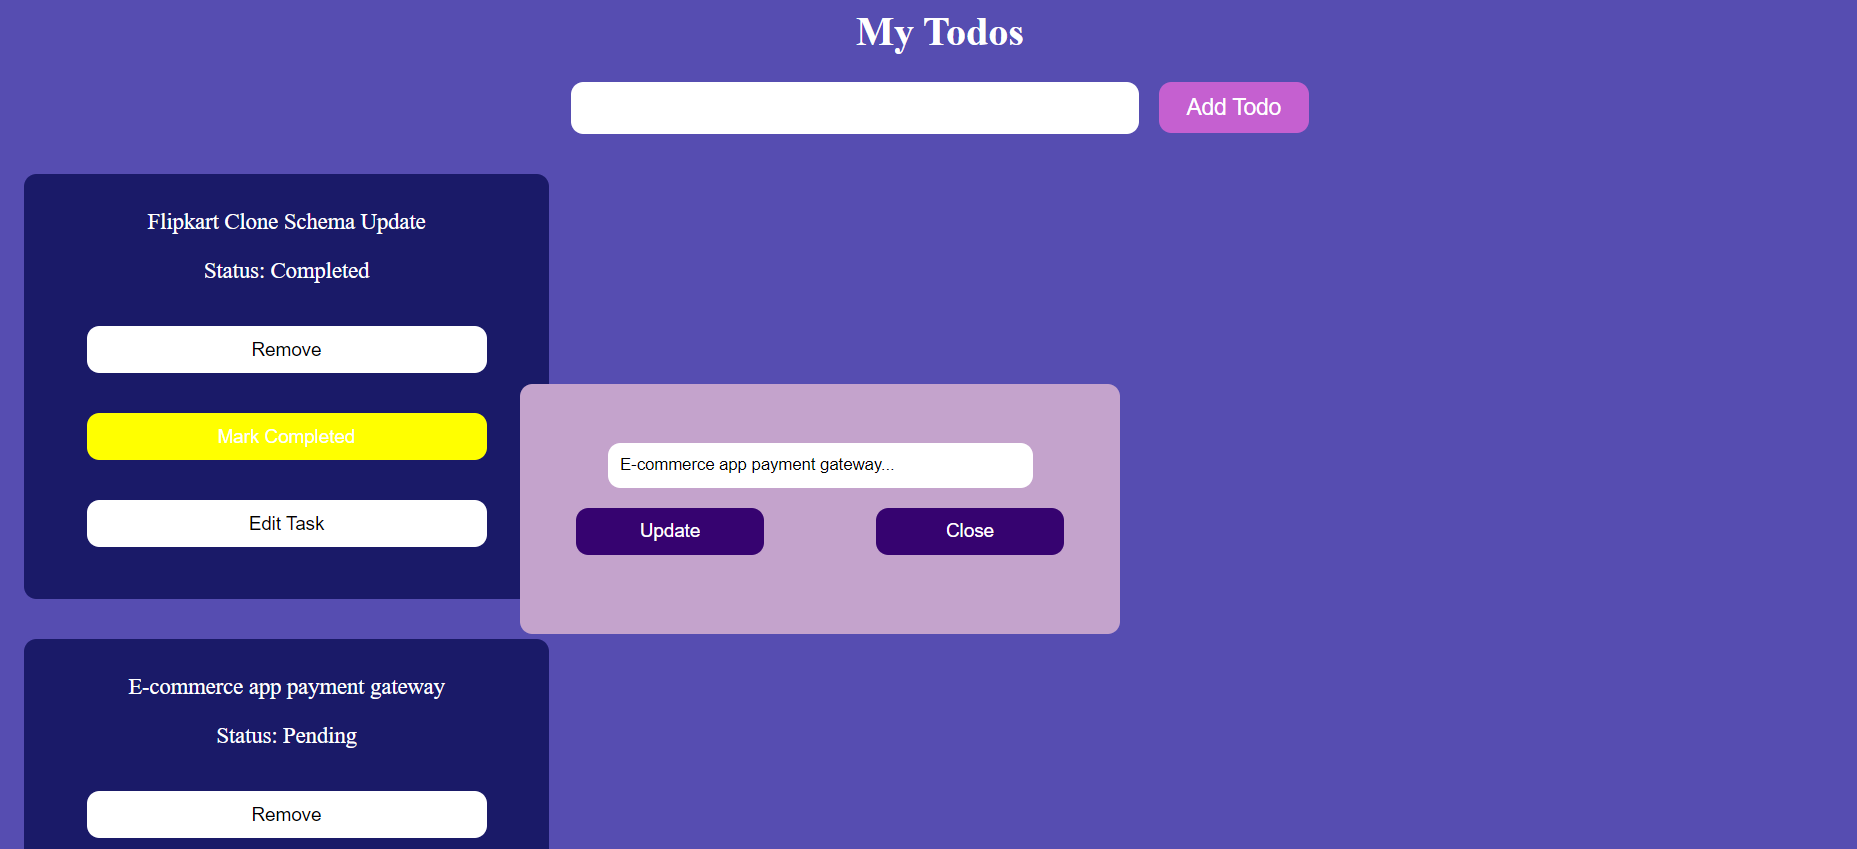 My Todos
Add Todo
Flipkart Clone Schema Update
Status: Completed
Remove
Mark Completed
Edit Task
E-commerce app payment gateway...
Update
Close
E-commerce app payment gateway
Status: Pending
Remove